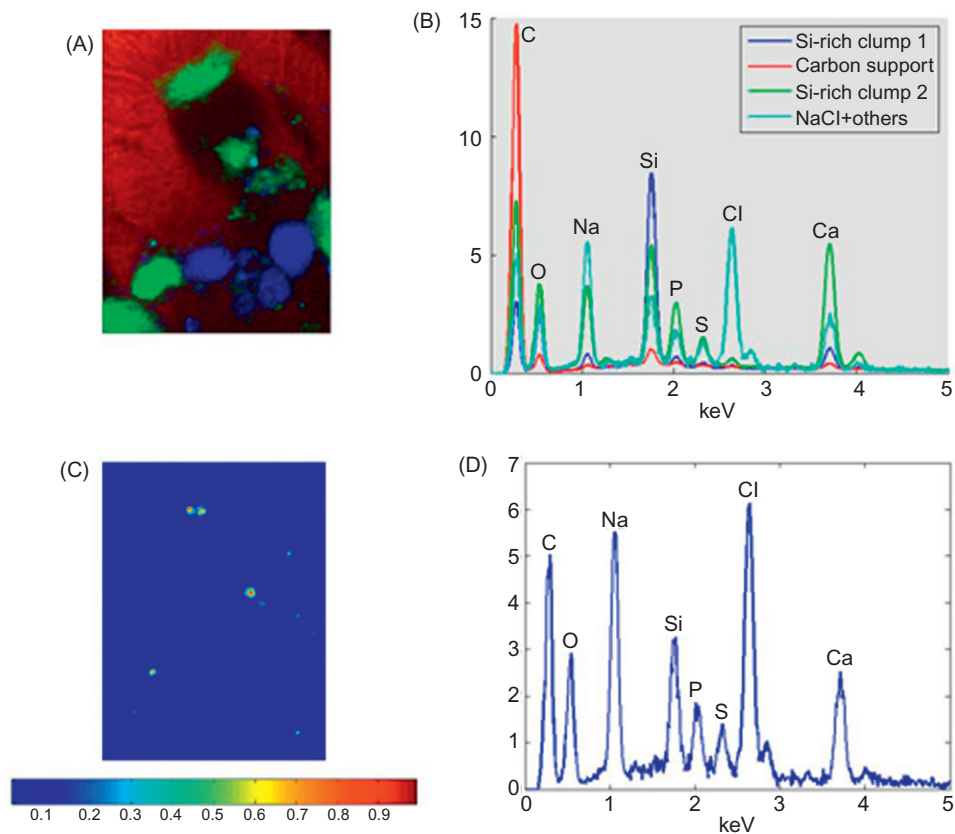 (A)
(B)
15
10
5
0
C
O
Na
Si
P
S
Cl
Ca
Si-rich clump 1
Carbon support
Si-rich clump 2
NaCl+others
0 1 2 3 4 5
keV
(C)
0.1 0.2 0.3 0.4 0.5 0.6 0.7 0.8 0.9
(D)
7
6
5
4
3
2
1
0
C
O
Na
Si
P
S
Cl
Ca
0 1 2 3 4 5
keV